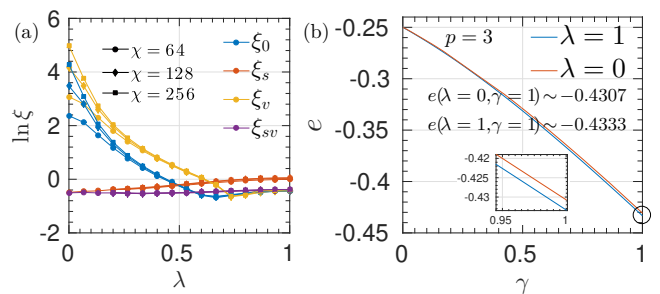 (a)
6
4
2
0
-2
ln ξ
0
0.5
1
λ
χ = 64
χ = 128
χ = 256
ξ0
ξs
ξv
ξsv
(b)
-0.25
-0.3
-0.35
-0.4
-0.45
e
0
0.5
1
γ
p = 3
λ = 1
λ = 0
e(λ = 0,γ = 1) ∼ −0.4307
e(λ = 1,γ = 1) ∼ −0.4333
-0.42
-0.425
-0.43
0.95
1